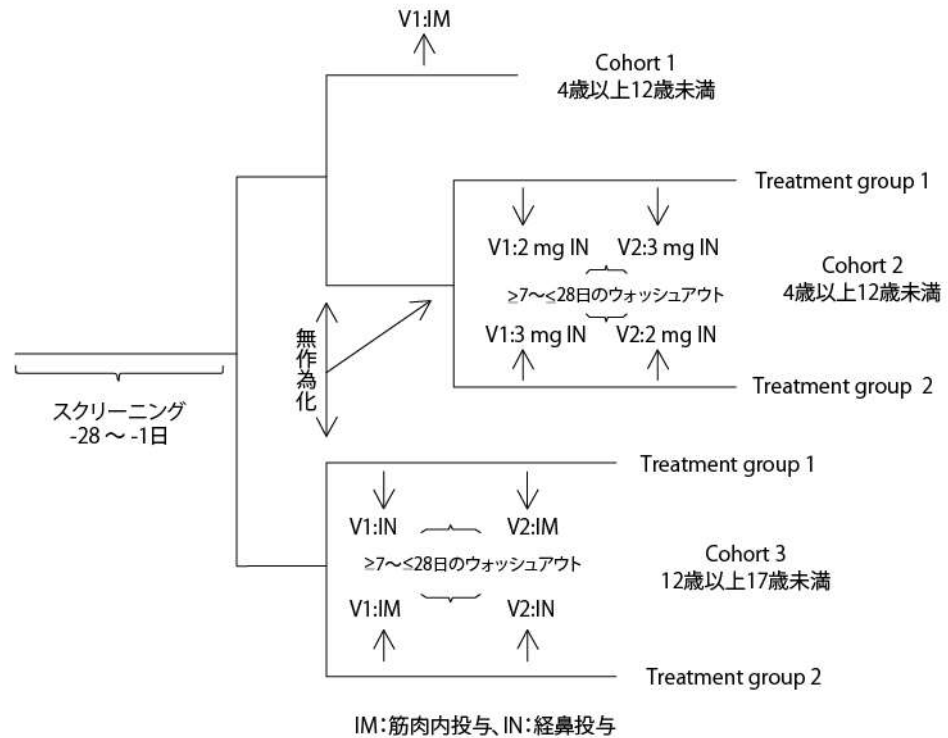 V1:IM
Cohort 1
4歳以上12歳未満
Treatment group 1
V1:2 mg IN
V2:3 mg IN
≥7～≤28日のウォッシュアウト
V1:3 mg IN
V2:2 mg IN
Cohort 2
4歳以上12歳未満
Treatment group 2
無作為化
スクリーニング
-28 ～ -1日
Treatment group 1
V1:IN
V2:IM
≥7～≤28日のウォッシュアウト
V1:IM
V2:IN
Cohort 3
12歳以上17歳未満
Treatment group 2
IM：筋肉内投与、IN：経鼻投与